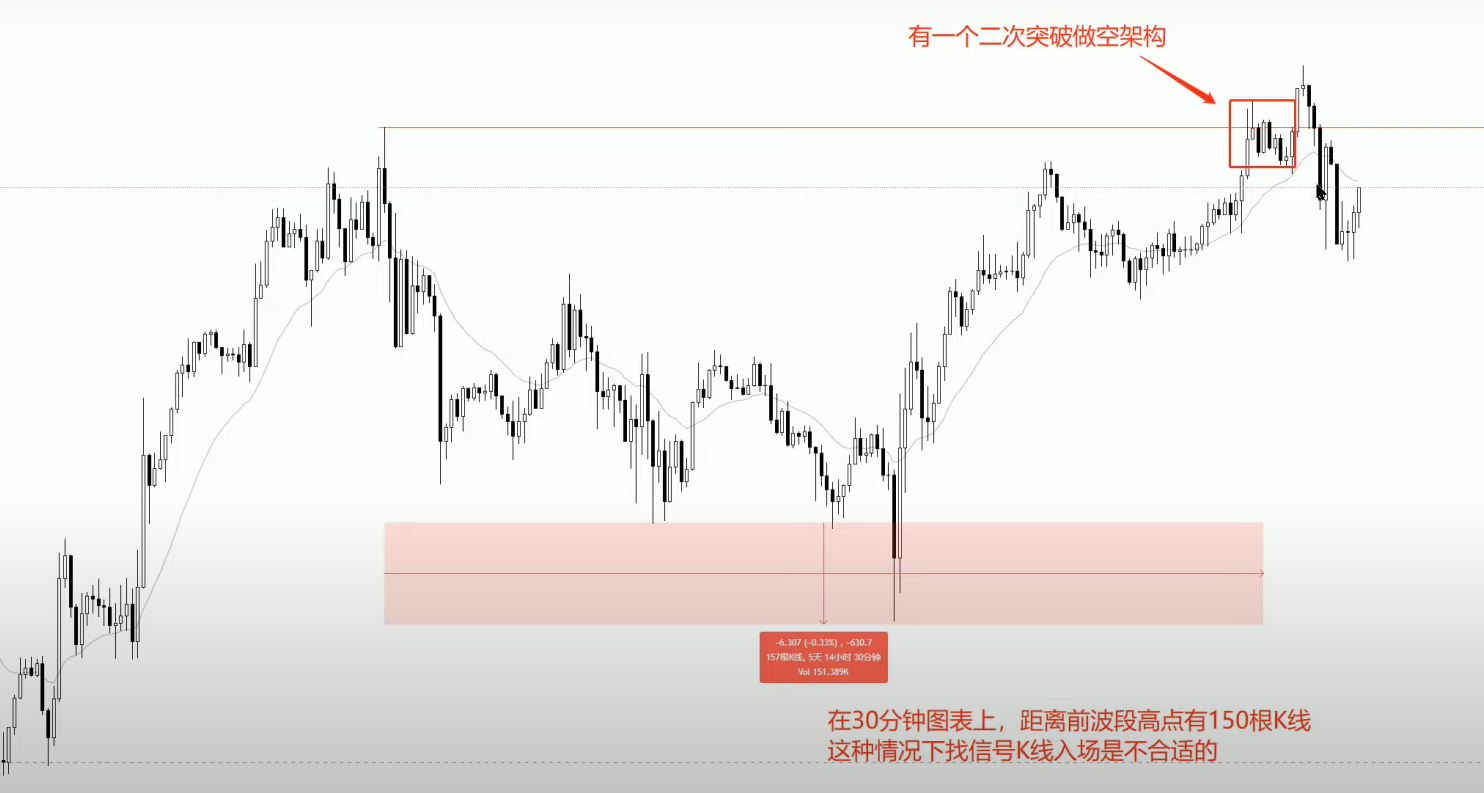 有一个二次突破做空架构
-6.307 (-0.33%) , -630.7
157根K线, 5天 14小时 30分钟
Vol 151.389K
在30分钟图表上，距离前波段高点有150根K线
这种情况下找信号K线入场是不合适的